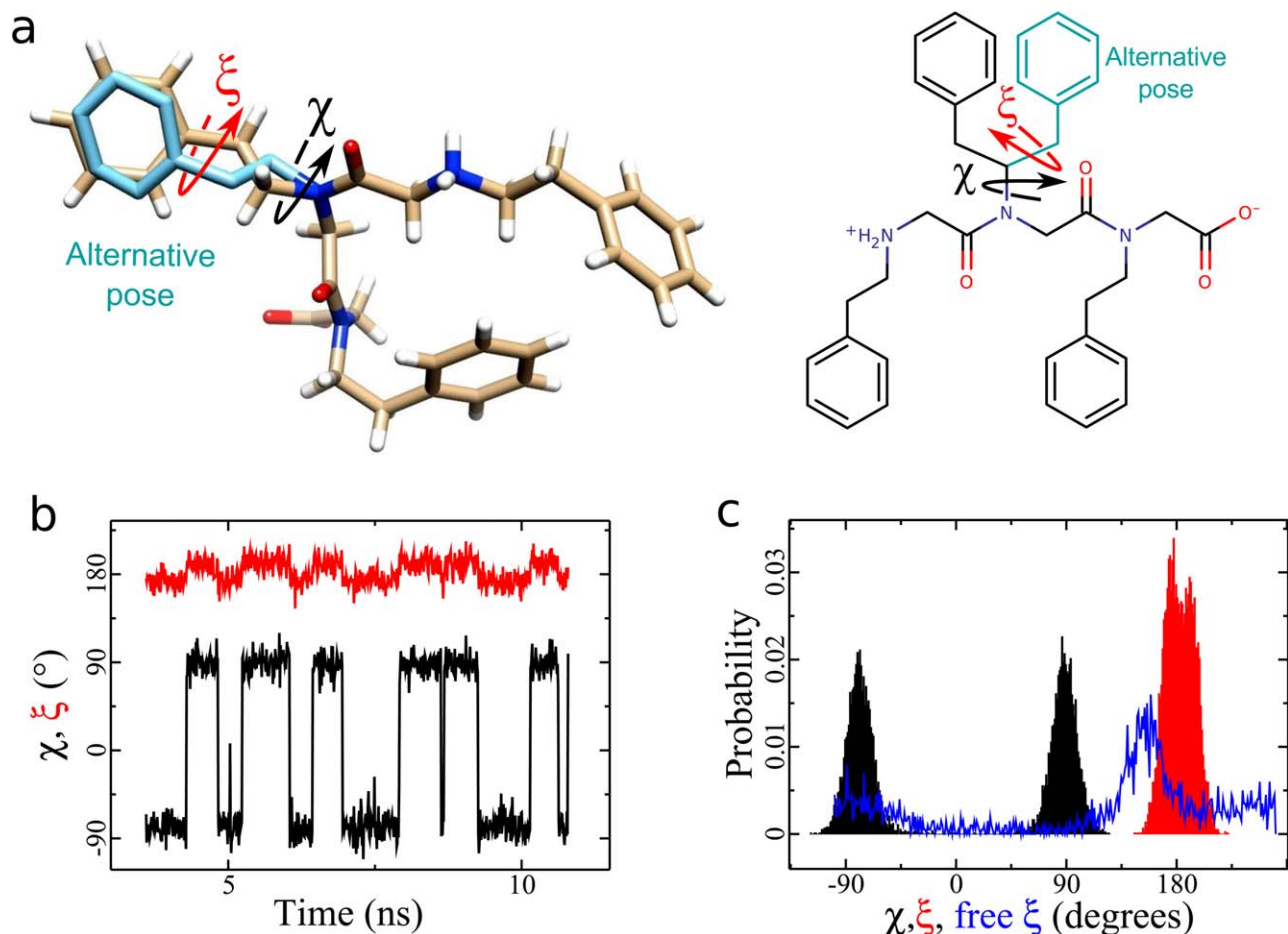 a
ξ
χ
Alternative
pose
Alternative
pose
ξ
χ
O
⁺H₂N
N
N
O⁻
O
O
b
180
90
0
-90
χ, ξ (°)
5
10
Time (ns)
c
0.03
0.02
0.01
0
Probability
-90
0
90
180
χ,ξ, free ξ (degrees)